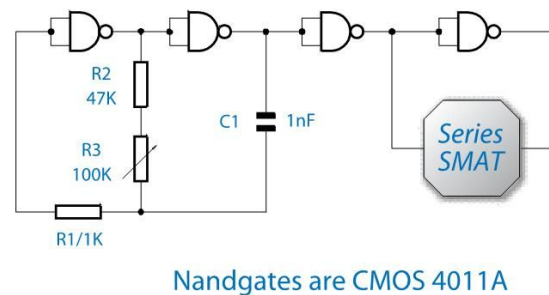 R2
47K
C1
1nF
R3
100K
Series
SMAT
R1/1K
Nandgates are CMOS 4011A